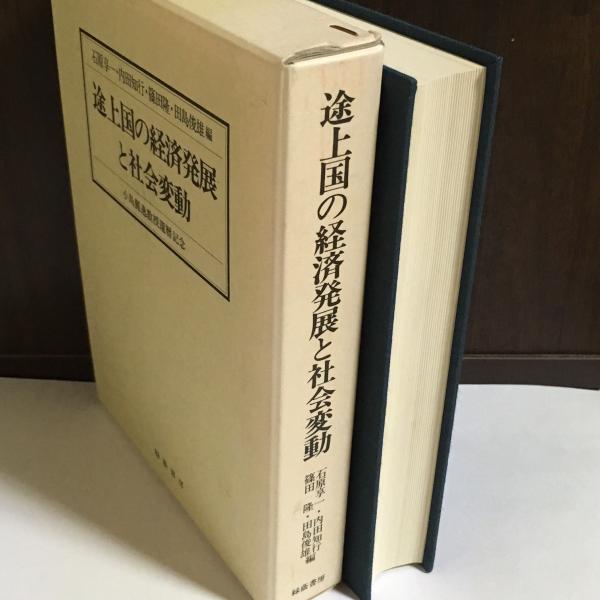 石原享一・内田知行・篠田隆・田島俊雄 編
途上国の経済発展
と社会変動
小島麗逸教授還暦記念
緑蔭書房
途上国の経済発展と社会変動
石原享一・内田知行
篠田 隆・田島俊雄編
緑蔭書房